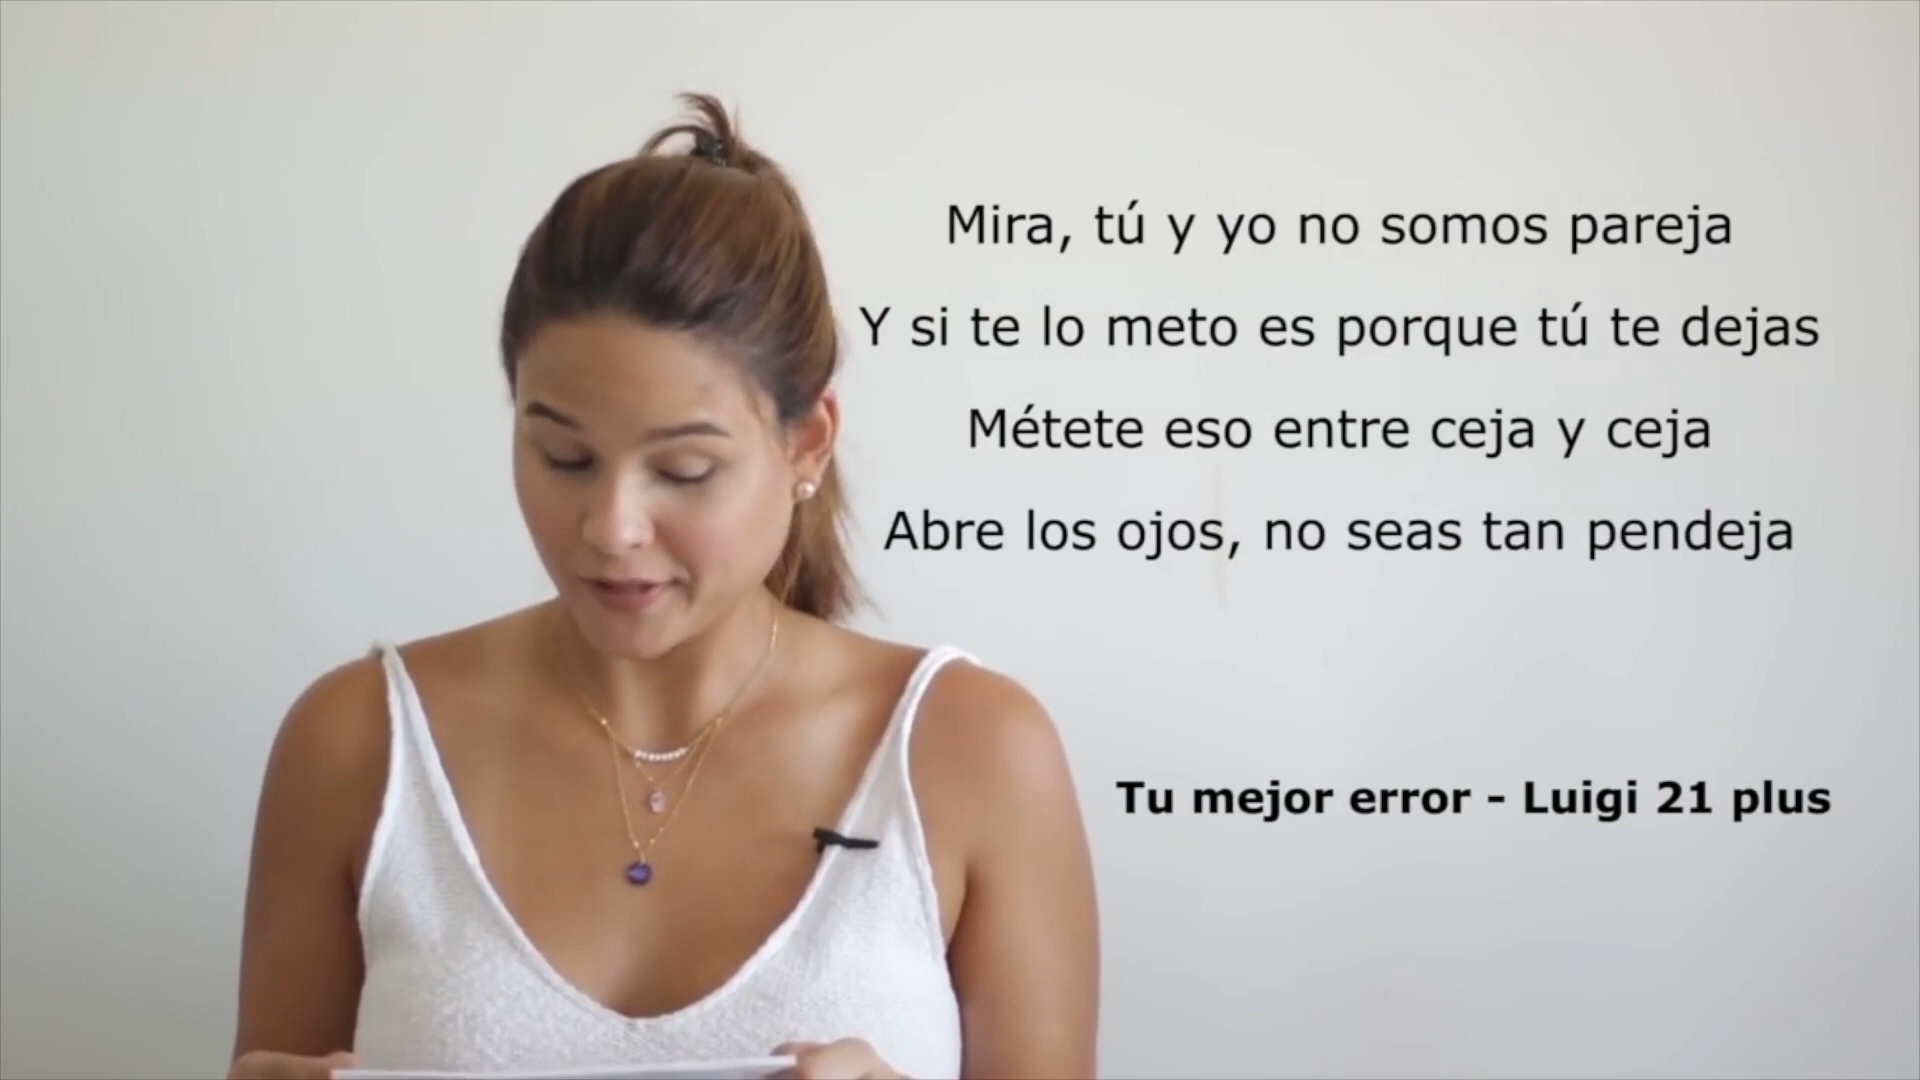 Mira, tú y yo no somos pareja
Y si te lo meto es porque tú te dejas
Métete eso entre ceja y ceja
Abre los ojos, no seas tan pendeja
Tu mejor error - Luigi 21 plus